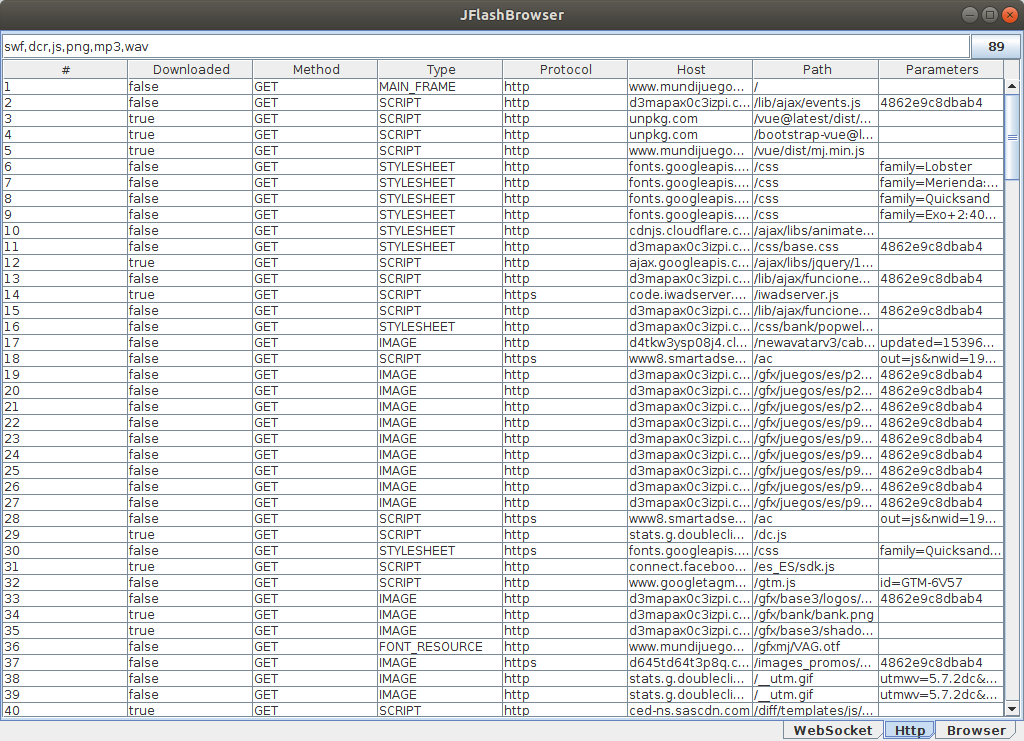 JFlashBrowser
swf,dcr,js,png,mp3,wav 89
# Downloaded Method Type Protocol Host Path Parameters
1 false GET MAIN_FRAME http www.mundijuego... /
2 false GET SCRIPT http d3mapax0c3izpi.c... /lib/ajax/events.js 4862e9c8dbab4
3 true GET SCRIPT http unpkg.com /vue@latest/dist/...
4 true GET SCRIPT http unpkg.com /bootstrap-vue@l...
5 true GET SCRIPT http www.mundijuego... /vue/dist/mj.min.js
6 false GET STYLESHEET http fonts.googleapis.... /css family=Lobster
7 false GET STYLESHEET http fonts.googleapis.... /css family=Merienda:...
8 false GET STYLESHEET http fonts.googleapis.... /css family=Quicksand
9 false GET STYLESHEET http fonts.googleapis.... /css family=Exo+2:40...
10 false GET STYLESHEET http cdnjs.cloudflare.c... /ajax/libs/animate...
11 false GET STYLESHEET http d3mapax0c3izpi.c... /css/base.css 4862e9c8dbab4
12 true GET SCRIPT http ajax.googleapis.c... /ajax/libs/jquery/1...
13 false GET SCRIPT http d3mapax0c3izpi.c... /lib/ajax/funcione... 4862e9c8dbab4
14 true GET SCRIPT https code.iwadserver.... /iwadserver.js
15 false GET SCRIPT http d3mapax0c3izpi.c... /lib/ajax/funcione... 4862e9c8dbab4
16 false GET STYLESHEET http d3mapax0c3izpi.c... /css/bank/popwel...
17 false GET IMAGE http d4tkw3ysp08j4.cl... /newavatarv3/cab... updated=15396...
18 false GET SCRIPT https www8.smartadse... /ac out=js&nwid=19...
19 false GET IMAGE http d3mapax0c3izpi.c... /gfx/juegos/es/p2... 4862e9c8dbab4
20 false GET IMAGE http d3mapax0c3izpi.c... /gfx/juegos/es/p2... 4862e9c8dbab4
21 false GET IMAGE http d3mapax0c3izpi.c... /gfx/juegos/es/p2... 4862e9c8dbab4
22 false GET IMAGE http d3mapax0c3izpi.c... /gfx/juegos/es/p9... 4862e9c8dbab4
23 false GET IMAGE http d3mapax0c3izpi.c... /gfx/juegos/es/p9... 4862e9c8dbab4
24 false GET IMAGE http d3mapax0c3izpi.c... /gfx/juegos/es/p9... 4862e9c8dbab4
25 false GET IMAGE http d3mapax0c3izpi.c... /gfx/juegos/es/p9... 4862e9c8dbab4
26 false GET IMAGE http d3mapax0c3izpi.c... /gfx/juegos/es/p9... 4862e9c8dbab4
27 false GET IMAGE http d3mapax0c3izpi.c... /gfx/juegos/es/p9... 4862e9c8dbab4
28 false GET SCRIPT https www8.smartadse... /ac out=js&nwid=19...
29 true GET SCRIPT http stats.g.doublecli... /dc.js
30 false GET STYLESHEET https fonts.googleapis.... /css family=Quicksand...
31 true GET SCRIPT http connect.faceboo... /es_ES/sdk.js
32 false GET SCRIPT http www.googletagm... /gtm.js id=GTM-6V57
33 false GET IMAGE http d3mapax0c3izpi.c... /gfx/base3/logos/... 4862e9c8dbab4
34 true GET IMAGE http d3mapax0c3izpi.c... /gfx/bank/bank.png
35 true GET IMAGE http d3mapax0c3izpi.c... /gfx/base3/shado...
36 false GET FONT_RESOURCE http www.mundijuego... /gfxmj/VAG.otf
37 false GET IMAGE https d645td64t3p8q.c... /images_promos/... 4862e9c8dbab4
38 false GET IMAGE http stats.g.doublecli... /__utm.gif utmwv=5.7.2dc&...
39 false GET IMAGE http stats.g.doublecli... /__utm.gif utmwv=5.7.2dc&...
40 true GET SCRIPT http ced-ns.sascdn.com /diff/templates/js/...
WebSocket Http Browser